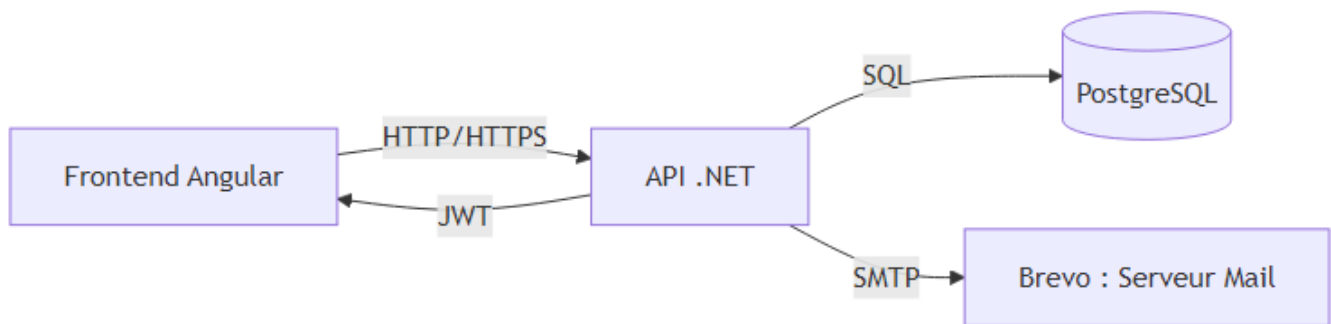 SQL
PostgreSQL
HTTP/HTTPS
Frontend Angular
API .NET
JWT
SMTP
Brevo : Serveur Mail